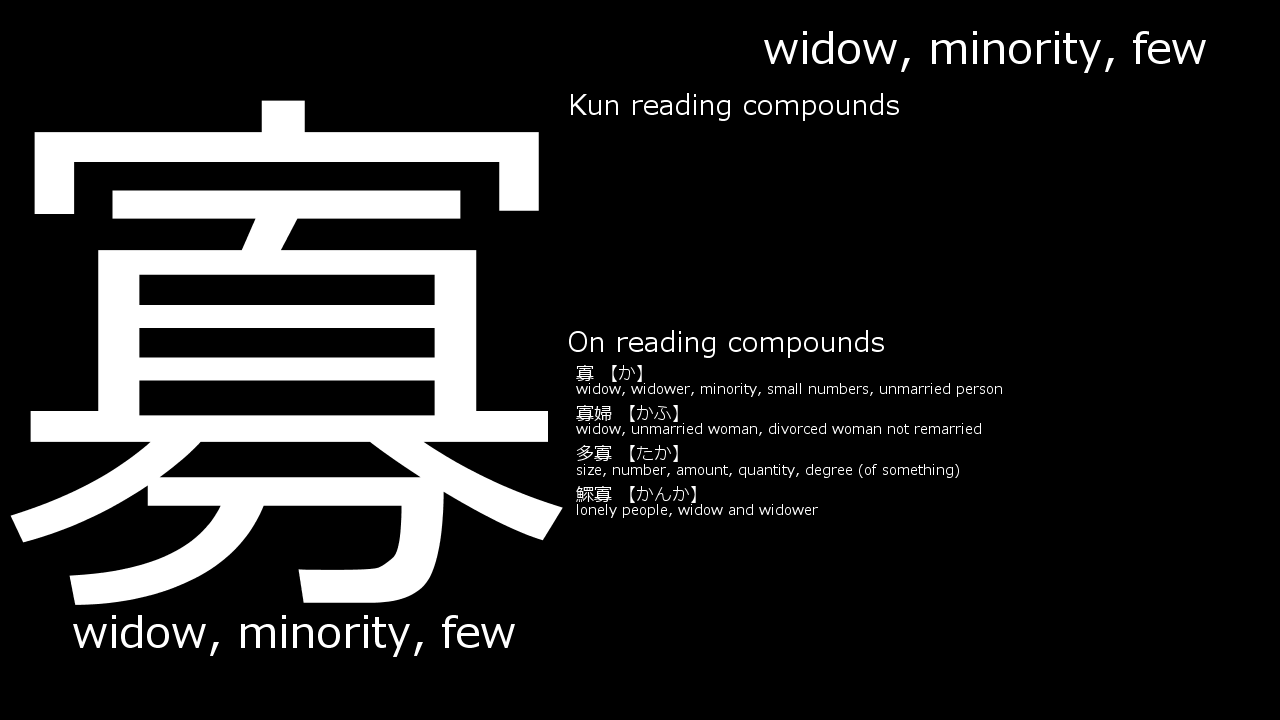 widow, minority, few
Kun reading compounds
寡
On reading compounds
寡 【か】
widow, widower, minority, small numbers, unmarried person
寡婦 【かふ】
widow, unmarried woman, divorced woman not remarried
多寡 【たか】
size, number, amount, quantity, degree (of something)
鰥寡 【かんか】
lonely people, widow and widower
widow, minority, few